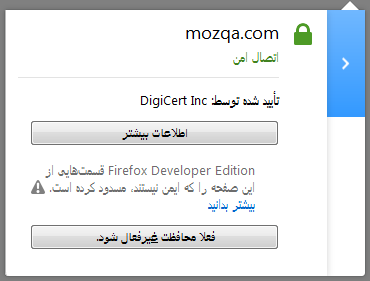 mozqa.com
اتصال امن
تأیید شده توسط: DigiCert Inc
اطلاعات بیشتر
Firefox Developer Edition قسمت‌هایی از
این صفحه را که ایمن نیستند، مسدود کرده است.
بیشتر بدانید
فعلا محافظت غیرفعال شود.